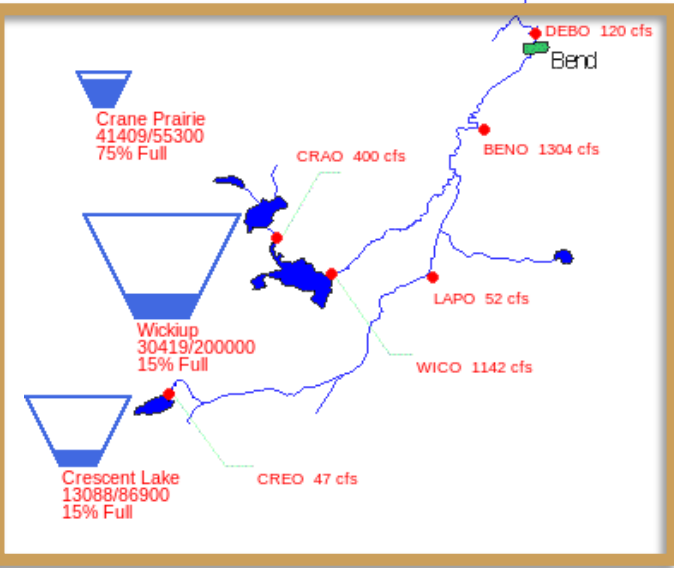 DEBO 120 cfs
Bend
Crane Prairie
41409/55300
75% Full
BENO 1304 cfs
CRAO 400 cfs
LAPO 52 cfs
Wickiup
30419/200000
15% Full
WICO 1142 cfs
Crescent Lake
13088/86900
15% Full
CREO 47 cfs